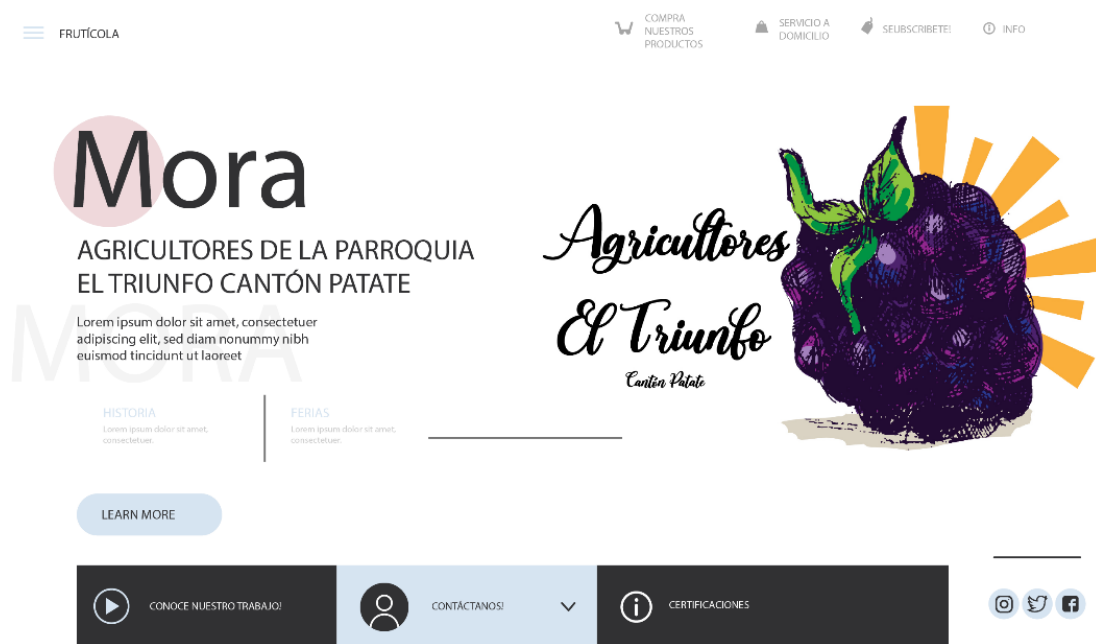 FRUTÍCOLA
COMPRA
NUESTROS
PRODUCTOS
SERVICIO A
DOMICILIO
SEUBSCRIBETE!
INFO
Mora
AGRICULTORES DE LA PARROQUIA
EL TRIUNFO CANTÓN PATATE
MORA
Lorem ipsum dolor sit amet, consectetuer
adipiscing elit, sed diam nonummy nibh
euismod tincidunt ut laoreet
Agricultores
El Triunfo
Cantón Patate
HISTORIA
Lorem ipsum dolor sit amet,
consectetuer.
FERIAS
Lorem ipsum dolor sit amet,
consectetuer.
LEARN MORE
CONOCE NUESTRO TRABAJO!
CONTÁCTANOS!
CERTIFICACIONES